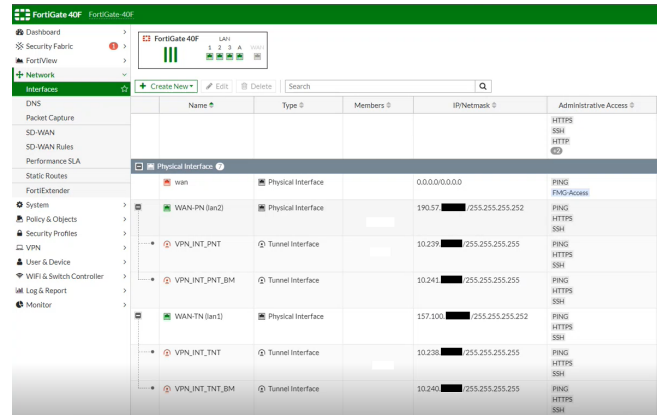 FortiGate 40F FortiGate-40F
Dashboard
Security Fabric 1
FortiView
Network
Interfaces
DNS
Packet Capture
SD-WAN
SD-WAN Rules
Performance SLA
Static Routes
FortiExtender
System
Policy & Objects
Security Profiles
VPN
User & Device
WiFi & Switch Controller
Log & Report
Monitor
FortiGate 40F LAN
1 2 3 A WAN
+ Create New Edit Delete Search
Name Type Members IP/Netmask Administrative Access
HTTPS
SSH
HTTP
+2
Physical Interface 7
wan Physical Interface 0.0.0.0/0.0.0.0 PING
FMG-Access
WAN-PN (lan2) Physical Interface 190.57. /255.255.255.252 PING
HTTPS
SSH
VPN_INT_PNT Tunnel Interface 10.239. /255.255.255.255 PING
HTTPS
SSH
VPN_INT_PNT_BM Tunnel Interface 10.241. /255.255.255.255 PING
HTTPS
SSH
WAN-TN (lan1) Physical Interface 157.100. /255.255.255.252 PING
HTTPS
SSH
VPN_INT_TNT Tunnel Interface 10.238. /255.255.255.255 PING
HTTPS
SSH
VPN_INT_TNT_BM Tunnel Interface 10.240. /255.255.255.255 PING
HTTPS
SSH